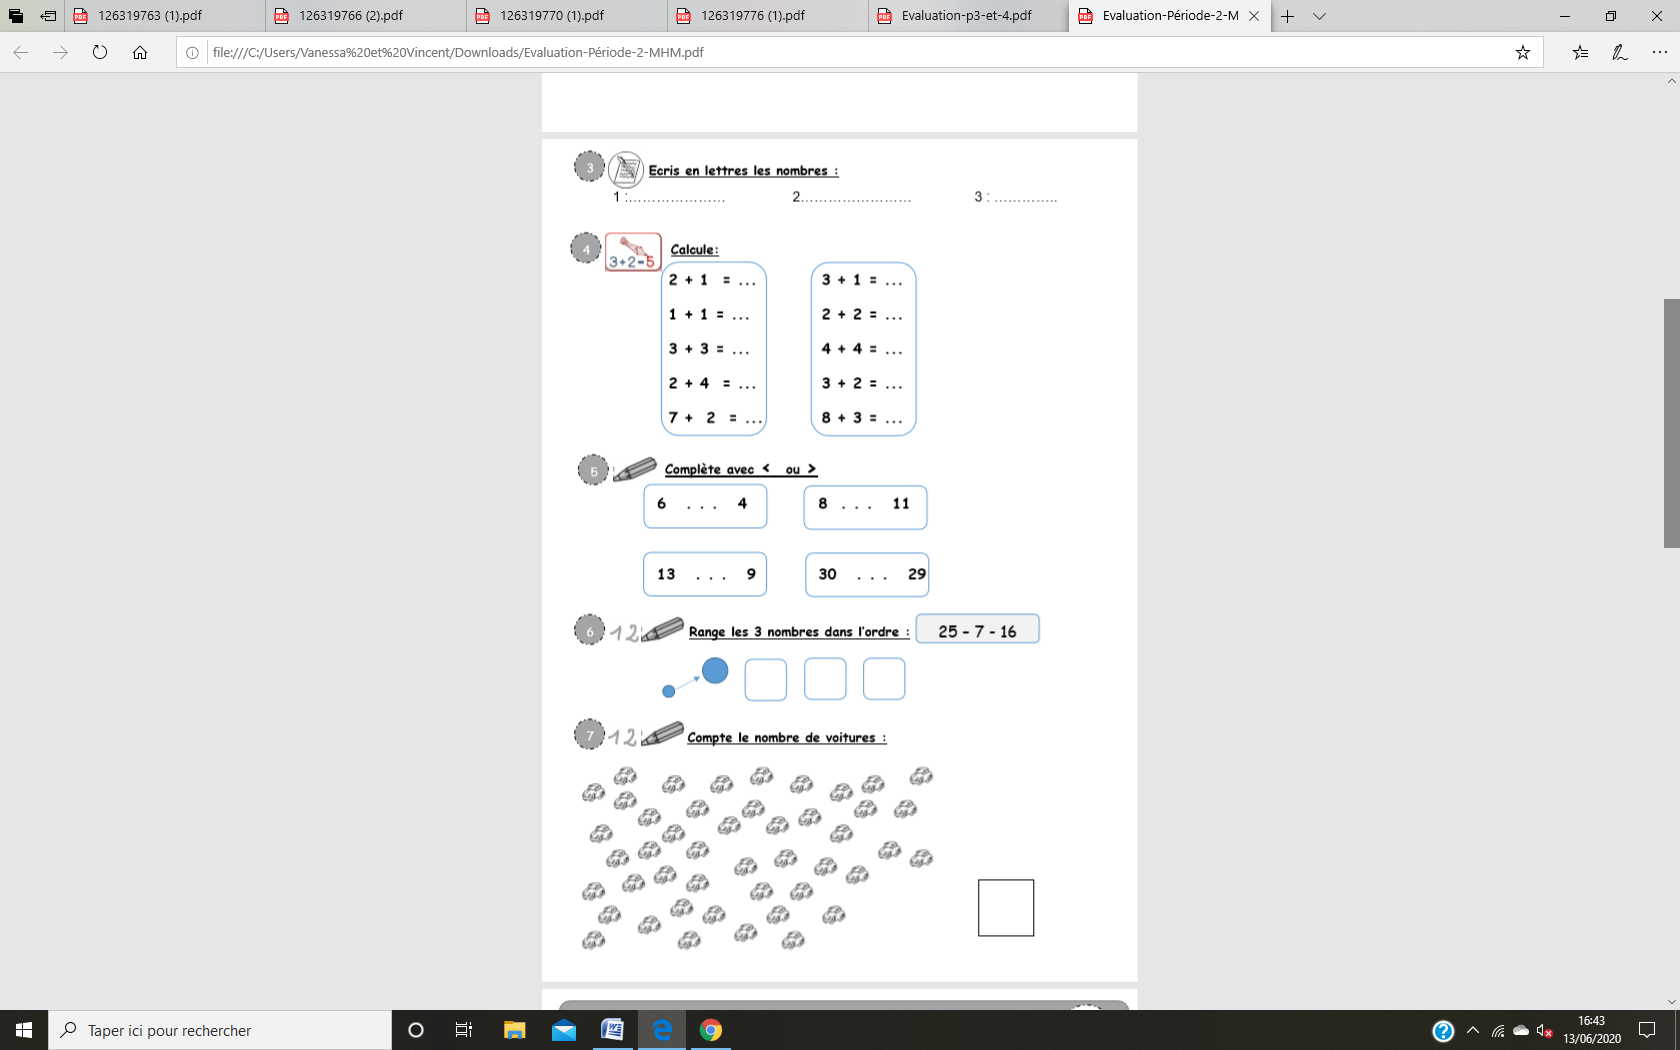 126319763 (1).pdf
126319766 (2).pdf
126319770 (1).pdf
126319776 (1).pdf
Evaluation-p3-et-4.pdf
Evaluation-Période-2-M
file:///C:/Users/Vanessa%20et%20Vincent/Downloads/Evaluation-Période-2-MHM.pdf
3 Ecris en lettres les nombres :
1 :………………… 2…………………… 3 : …………..
4 3+2=5 Calcule:
2 + 1 = ... 3 + 1 = ...
1 + 1 = ... 2 + 2 = ...
3 + 3 = ... 4 + 4 = ...
2 + 4 = ... 3 + 2 = ...
7 + 2 = ... 8 + 3 = ...
5 Complète avec < ou >
6 . . . 4 8 . . . 11
13 . . . 9 30 . . . 29
6 12 Range les 3 nombres dans l'ordre : 25 – 7 – 16
7 12 Compte le nombre de voitures :
Taper ici pour rechercher
16:43
13/06/2020